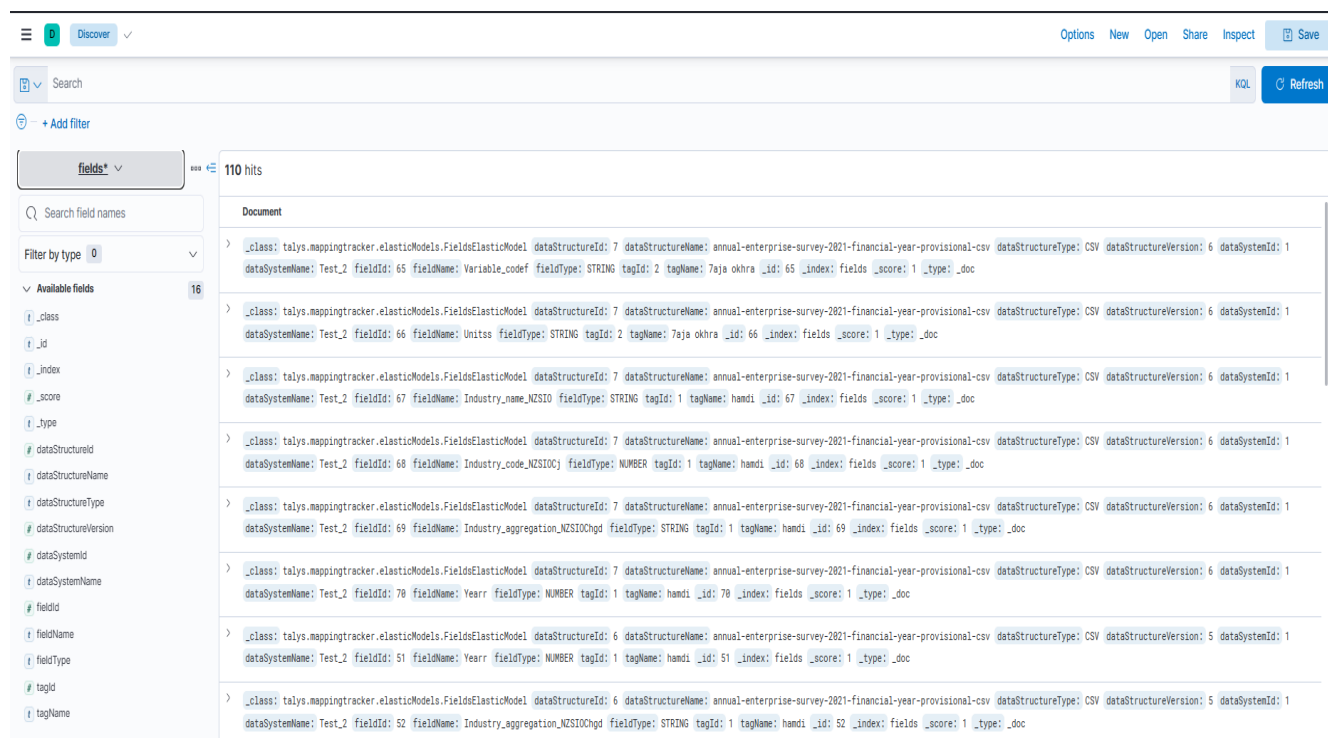 D Discover Options New Open Share Inspect Save
Search KQL Refresh
+ Add filter
fields* 110 hits
Search field names
Filter by type 0
Available fields 16
t _class
t _id
t _index
# _score
t _type
# dataStructureId
t dataStructureName
t dataStructureType
# dataStructureVersion
# dataSystemId
t dataSystemName
# fieldId
t fieldName
t fieldType
# tagId
t tagName
Document
_class: talys.mappingtracker.elasticModels.FieldsElasticModel dataStructureId: 7 dataStructureName: annual-enterprise-survey-2021-financial-year-provisional-csv dataStructureType: CSV dataStructureVersion: 6 dataSystemId: 1
dataSystemName: Test_2 fieldId: 65 fieldName: Variable_codef fieldType: STRING tagId: 2 tagName: 7aja okhra _id: 65 _index: fields _score: 1 _type: _doc
_class: talys.mappingtracker.elasticModels.FieldsElasticModel dataStructureId: 7 dataStructureName: annual-enterprise-survey-2021-financial-year-provisional-csv dataStructureType: CSV dataStructureVersion: 6 dataSystemId: 1
dataSystemName: Test_2 fieldId: 66 fieldName: Unitss fieldType: STRING tagId: 2 tagName: 7aja okhra _id: 66 _index: fields _score: 1 _type: _doc
_class: talys.mappingtracker.elasticModels.FieldsElasticModel dataStructureId: 7 dataStructureName: annual-enterprise-survey-2021-financial-year-provisional-csv dataStructureType: CSV dataStructureVersion: 6 dataSystemId: 1
dataSystemName: Test_2 fieldId: 67 fieldName: Industry_name_NZSIO fieldType: STRING tagId: 1 tagName: hamdi _id: 67 _index: fields _score: 1 _type: _doc
_class: talys.mappingtracker.elasticModels.FieldsElasticModel dataStructureId: 7 dataStructureName: annual-enterprise-survey-2021-financial-year-provisional-csv dataStructureType: CSV dataStructureVersion: 6 dataSystemId: 1
dataSystemName: Test_2 fieldId: 68 fieldName: Industry_code_NZSIOCj fieldType: NUMBER tagId: 1 tagName: hamdi _id: 68 _index: fields _score: 1 _type: _doc
_class: talys.mappingtracker.elasticModels.FieldsElasticModel dataStructureId: 7 dataStructureName: annual-enterprise-survey-2021-financial-year-provisional-csv dataStructureType: CSV dataStructureVersion: 6 dataSystemId: 1
dataSystemName: Test_2 fieldId: 69 fieldName: Industry_aggregation_NZSIOChgd fieldType: STRING tagId: 1 tagName: hamdi _id: 69 _index: fields _score: 1 _type: _doc
_class: talys.mappingtracker.elasticModels.FieldsElasticModel dataStructureId: 7 dataStructureName: annual-enterprise-survey-2021-financial-year-provisional-csv dataStructureType: CSV dataStructureVersion: 6 dataSystemId: 1
dataSystemName: Test_2 fieldId: 70 fieldName: Yearr fieldType: NUMBER tagId: 1 tagName: hamdi _id: 70 _index: fields _score: 1 _type: _doc
_class: talys.mappingtracker.elasticModels.FieldsElasticModel dataStructureId: 6 dataStructureName: annual-enterprise-survey-2021-financial-year-provisional-csv dataStructureType: CSV dataStructureVersion: 5 dataSystemId: 1
dataSystemName: Test_2 fieldId: 51 fieldName: Yearr fieldType: NUMBER tagId: 1 tagName: hamdi _id: 51 _index: fields _score: 1 _type: _doc
_class: talys.mappingtracker.elasticModels.FieldsElasticModel dataStructureId: 6 dataStructureName: annual-enterprise-survey-2021-financial-year-provisional-csv dataStructureType: CSV dataStructureVersion: 5 dataSystemId: 1
dataSystemName: Test_2 fieldId: 52 fieldName: Industry_aggregation_NZSIOChgd fieldType: STRING tagId: 1 tagName: hamdi _id: 52 _index: fields _score: 1 _type: _doc